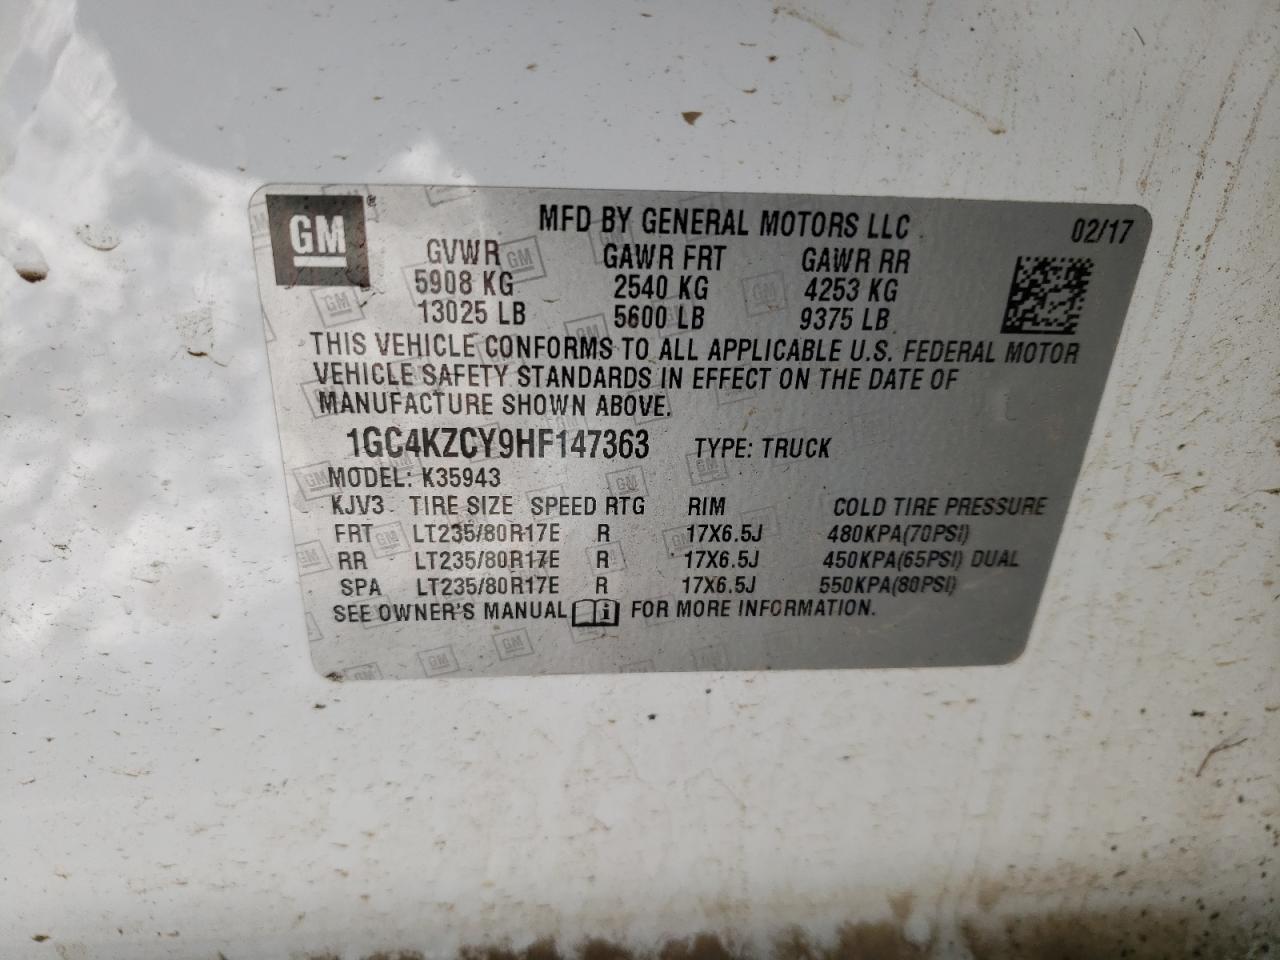 GM ®
MFD BY GENERAL MOTORS LLC 02/17
GVWR GAWR FRT GAWR RR
5908 KG 2540 KG 4253 KG
13025 LB 5600 LB 9375 LB
THIS VEHICLE CONFORMS TO ALL APPLICABLE U.S. FEDERAL MOTOR
VEHICLE SAFETY STANDARDS IN EFFECT ON THE DATE OF
MANUFACTURE SHOWN ABOVE.
1GC4KZCY9HF147363 TYPE: TRUCK
MODEL: K35943
KJV3 TIRE SIZE SPEED RTG RIM COLD TIRE PRESSURE
FRT LT235/80R17E R 17X6.5J 480KPA(70PSI)
RR LT235/80R17E R 17X6.5J 450KPA(65PSI) DUAL
SPA LT235/80R17E R 17X6.5J 550KPA(80PSI)
SEE OWNER'S MANUAL i FOR MORE INFORMATION.